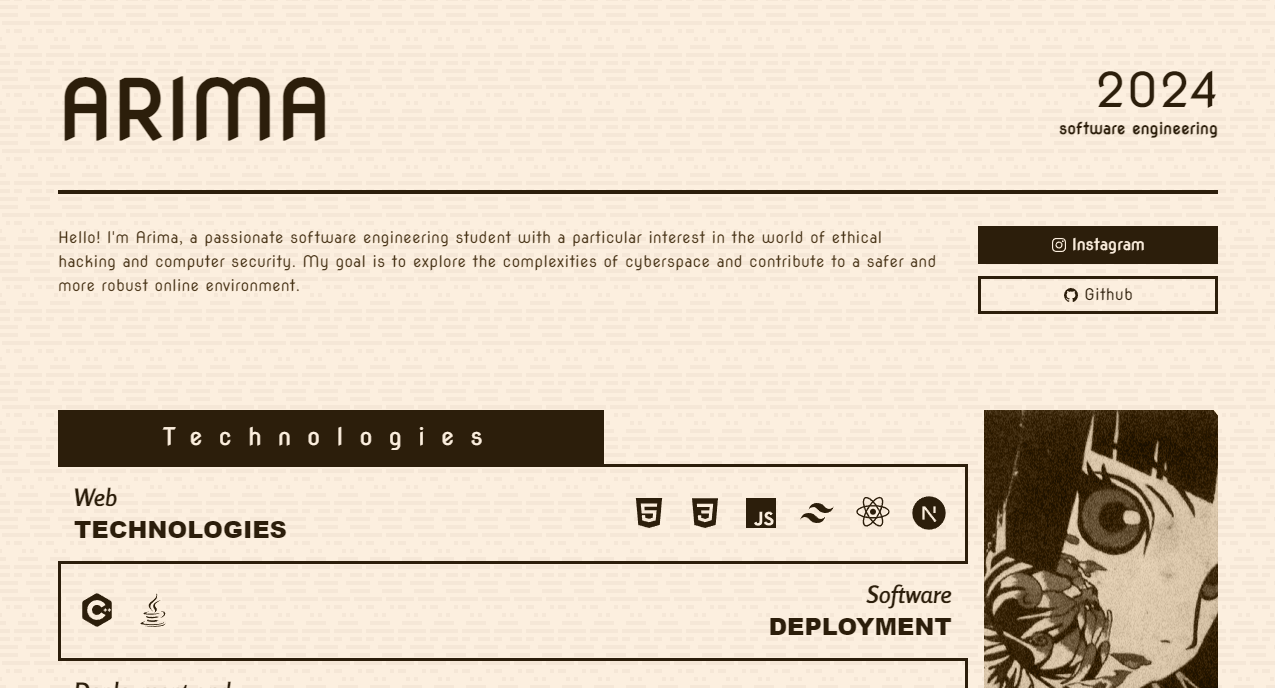 ARIMA
2024
software engineering
Hello! I'm Arima, a passionate software engineering student with a particular interest in the world of ethical
hacking and computer security. My goal is to explore the complexities of cyberspace and contribute to a safer and
more robust online environment.
Instagram
Github
Technologies
Web
TECHNOLOGIES
JS
N
C++
Software
DEPLOYMENT